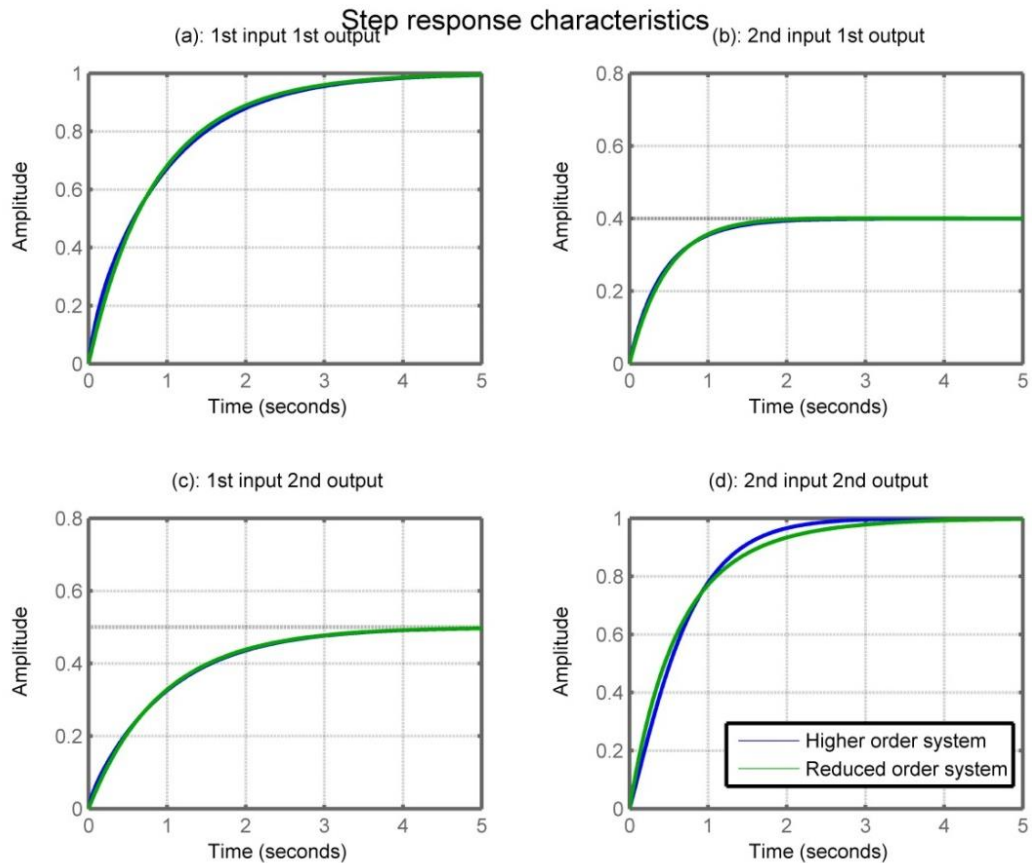 Step response characteristics
(a): 1st input 1st output
1
0.8
0.6
0.4
0.2
0
Amplitude
0 1 2 3 4 5
Time (seconds)
(b): 2nd input 1st output
0.8
0.6
0.4
0.2
0
Amplitude
0 1 2 3 4 5
Time (seconds)
(c): 1st input 2nd output
0.8
0.6
0.4
0.2
0
Amplitude
0 1 2 3 4 5
Time (seconds)
(d): 2nd input 2nd output
1
0.8
0.6
0.4
0.2
0
Amplitude
Higher order system
Reduced order system
0 1 2 3 4 5
Time (seconds)